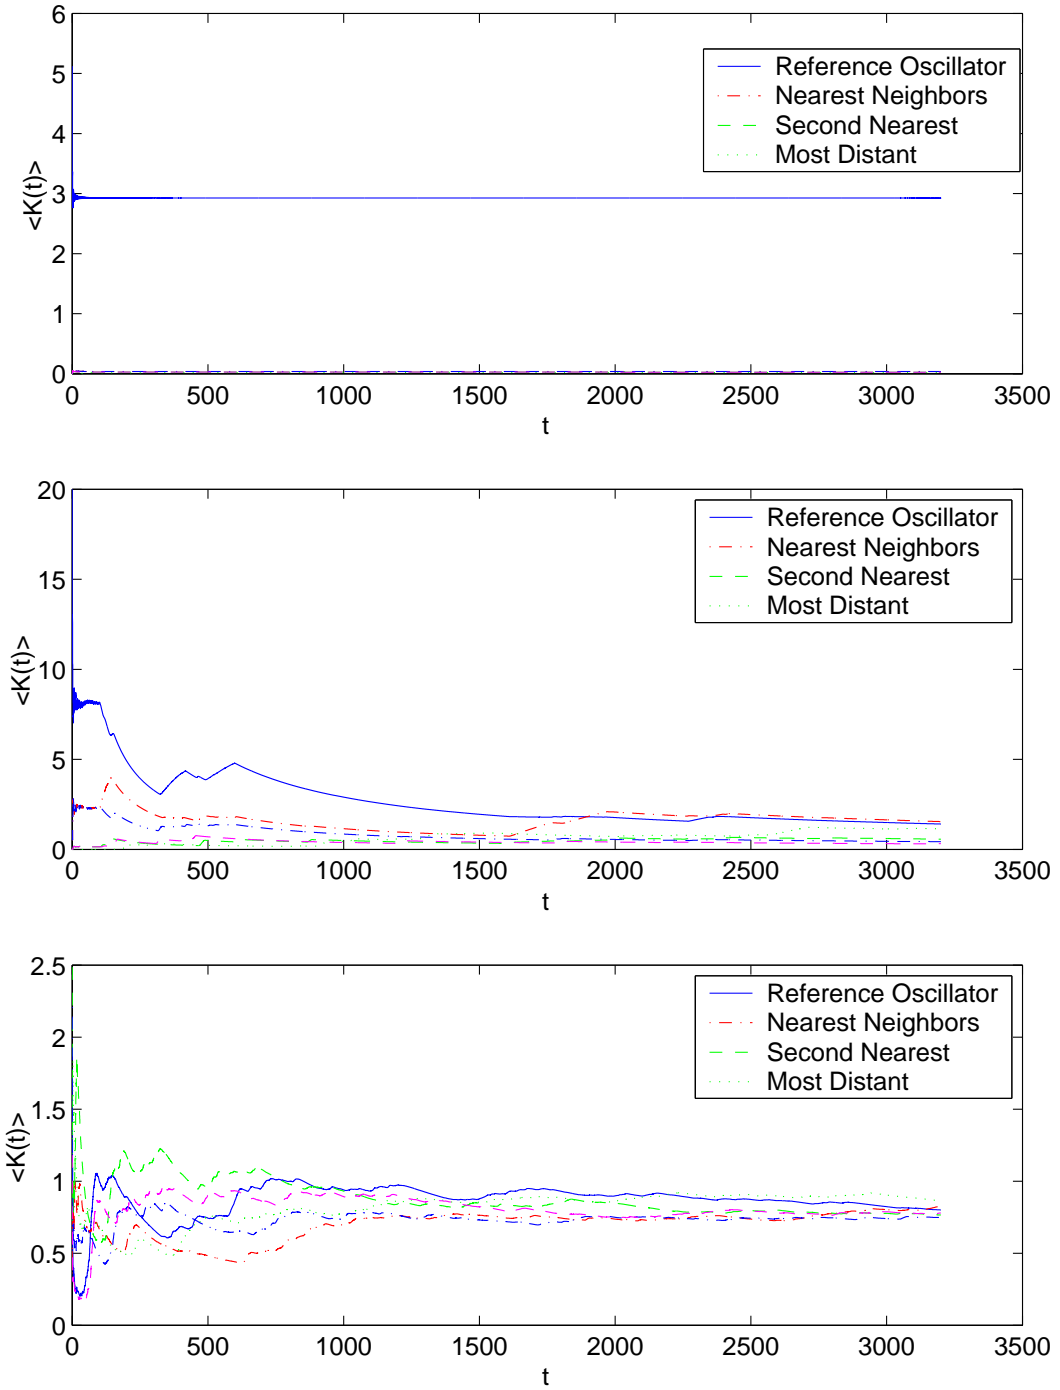 6
5
4
3
2
1
0
<K(t)>
Reference Oscillator
Nearest Neighbors
Second Nearest
Most Distant
0 500 1000 1500 2000 2500 3000 3500
t
20
15
10
5
0
<K(t)>
Reference Oscillator
Nearest Neighbors
Second Nearest
Most Distant
0 500 1000 1500 2000 2500 3000 3500
t
2.5
2
1.5
1
0.5
0
<K(t)>
Reference Oscillator
Nearest Neighbors
Second Nearest
Most Distant
0 500 1000 1500 2000 2500 3000 3500
t